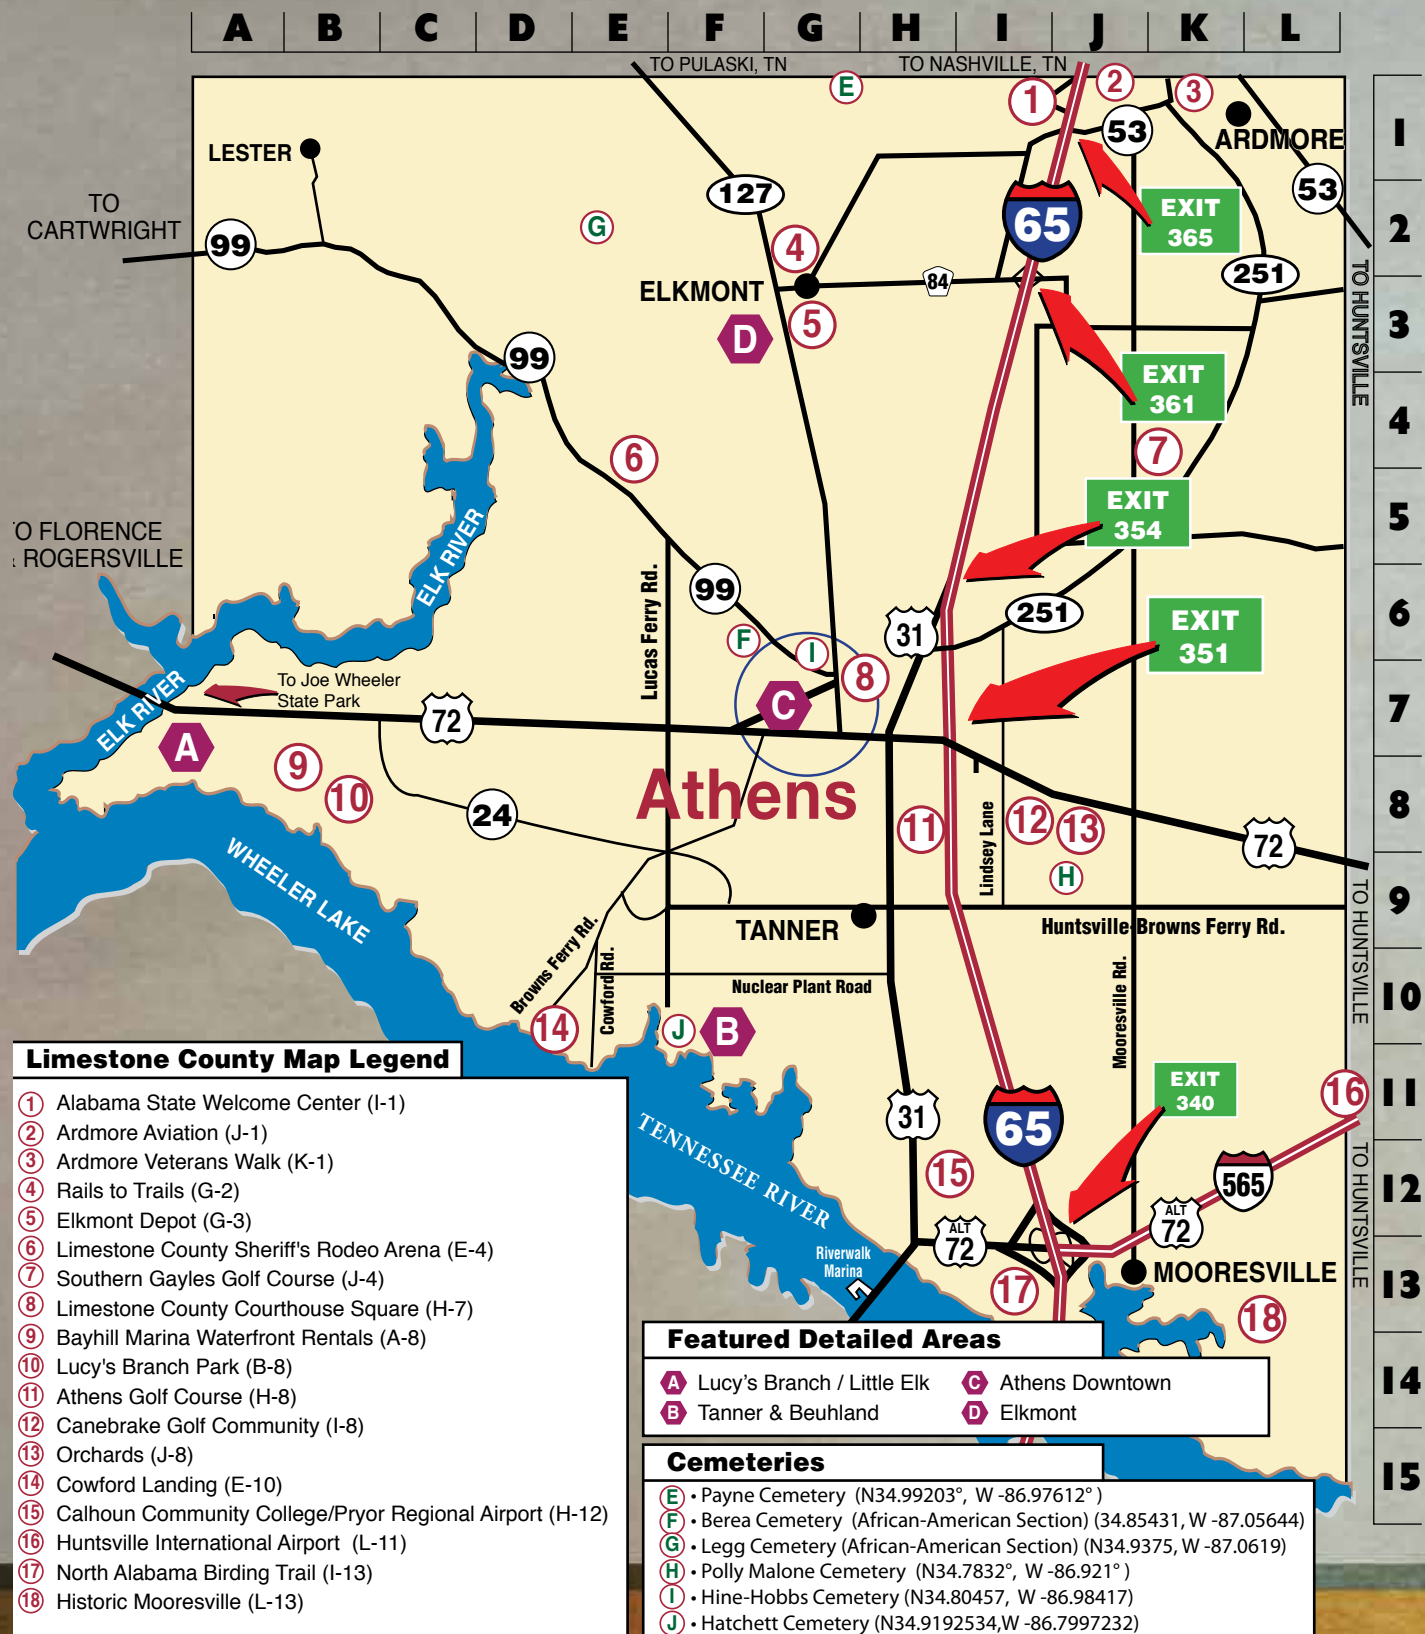 A B C D E F G H I J K L
TO PULASKI, TN
TO NASHVILLE, TN
E
1
2
3
53
ARDMORE
1
LESTER
127
53
TO
CARTWRIGHT
99
G
4
65
EXIT
365
2
251
TO HUNTSVILLE
ELKMONT
84
D
5
3
99
EXIT
361
4
6
7
EXIT
354
5
O FLORENCE
ROGERSVILLE
ELK RIVER
Lucas Ferry Rd.
99
31
251
EXIT
351
6
F
I
8
To Joe Wheeler
State Park
ELK RIVER
72
C
7
A
9
10
Athens
24
11
Lindsey Lane
12
13
72
8
WHEELER LAKE
H
TANNER
Huntsville-Browns Ferry Rd.
9
TO HUNTSVILLE
Browns Ferry Rd.
Cowford Rd.
Nuclear Plant Road
Mooresville Rd.
10
14
J
B
EXIT
340
16
11
31
65
TENNESSEE RIVER
15
565
12
TO HUNTSVILLE
ALT
72
ALT
72
Riverwalk
Marina
17
MOORESVILLE
13
18
14
15
Limestone County Map Legend
1 Alabama State Welcome Center (I-1)
2 Ardmore Aviation (J-1)
3 Ardmore Veterans Walk (K-1)
4 Rails to Trails (G-2)
5 Elkmont Depot (G-3)
6 Limestone County Sheriff's Rodeo Arena (E-4)
7 Southern Gayles Golf Course (J-4)
8 Limestone County Courthouse Square (H-7)
9 Bayhill Marina Waterfront Rentals (A-8)
10 Lucy's Branch Park (B-8)
11 Athens Golf Course (H-8)
12 Canebrake Golf Community (I-8)
13 Orchards (J-8)
14 Cowford Landing (E-10)
15 Calhoun Community College/Pryor Regional Airport (H-12)
16 Huntsville International Airport (L-11)
17 North Alabama Birding Trail (I-13)
18 Historic Mooresville (L-13)
Featured Detailed Areas
A Lucy's Branch / Little Elk
C Athens Downtown
B Tanner & Beuhland
D Elkmont
Cemeteries
E • Payne Cemetery (N34.99203°, W -86.97612° )
F • Berea Cemetery (African-American Section) (34.85431, W -87.05644)
G • Legg Cemetery (African-American Section) (N34.9375, W -87.0619)
H • Polly Malone Cemetery (N34.7832°, W -86.921° )
I • Hine-Hobbs Cemetery (N34.80457, W -86.98417)
J • Hatchett Cemetery (N34.9192534,W -86.7997232)